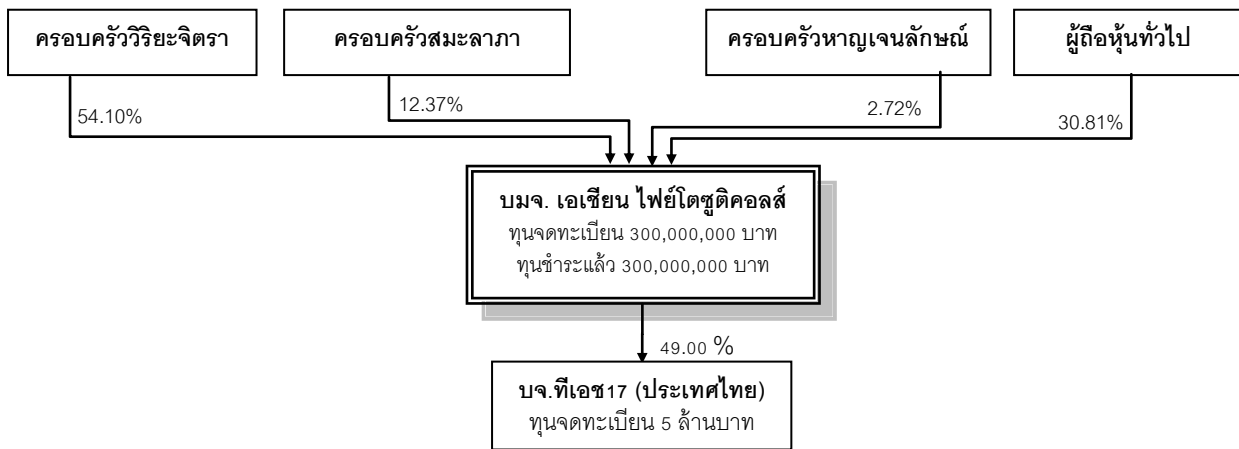 ครอบครัววิริยะจิตรา
ครอบครัวสมะลาภา
ครอบครัวหาญเจนลักษณ์
ผู้ถือหุ้นทั่วไป
54.10%
12.37%
2.72%
30.81%
บมจ. เอเชียน ไฟย์โตซูติคอลส์
ทุนจดทะเบียน 300,000,000 บาท
ทุนชำระแล้ว 300,000,000 บาท
49.00 %
บจ.ทีเอช17 (ประเทศไทย)
ทุนจดทะเบียน 5 ล้านบาท